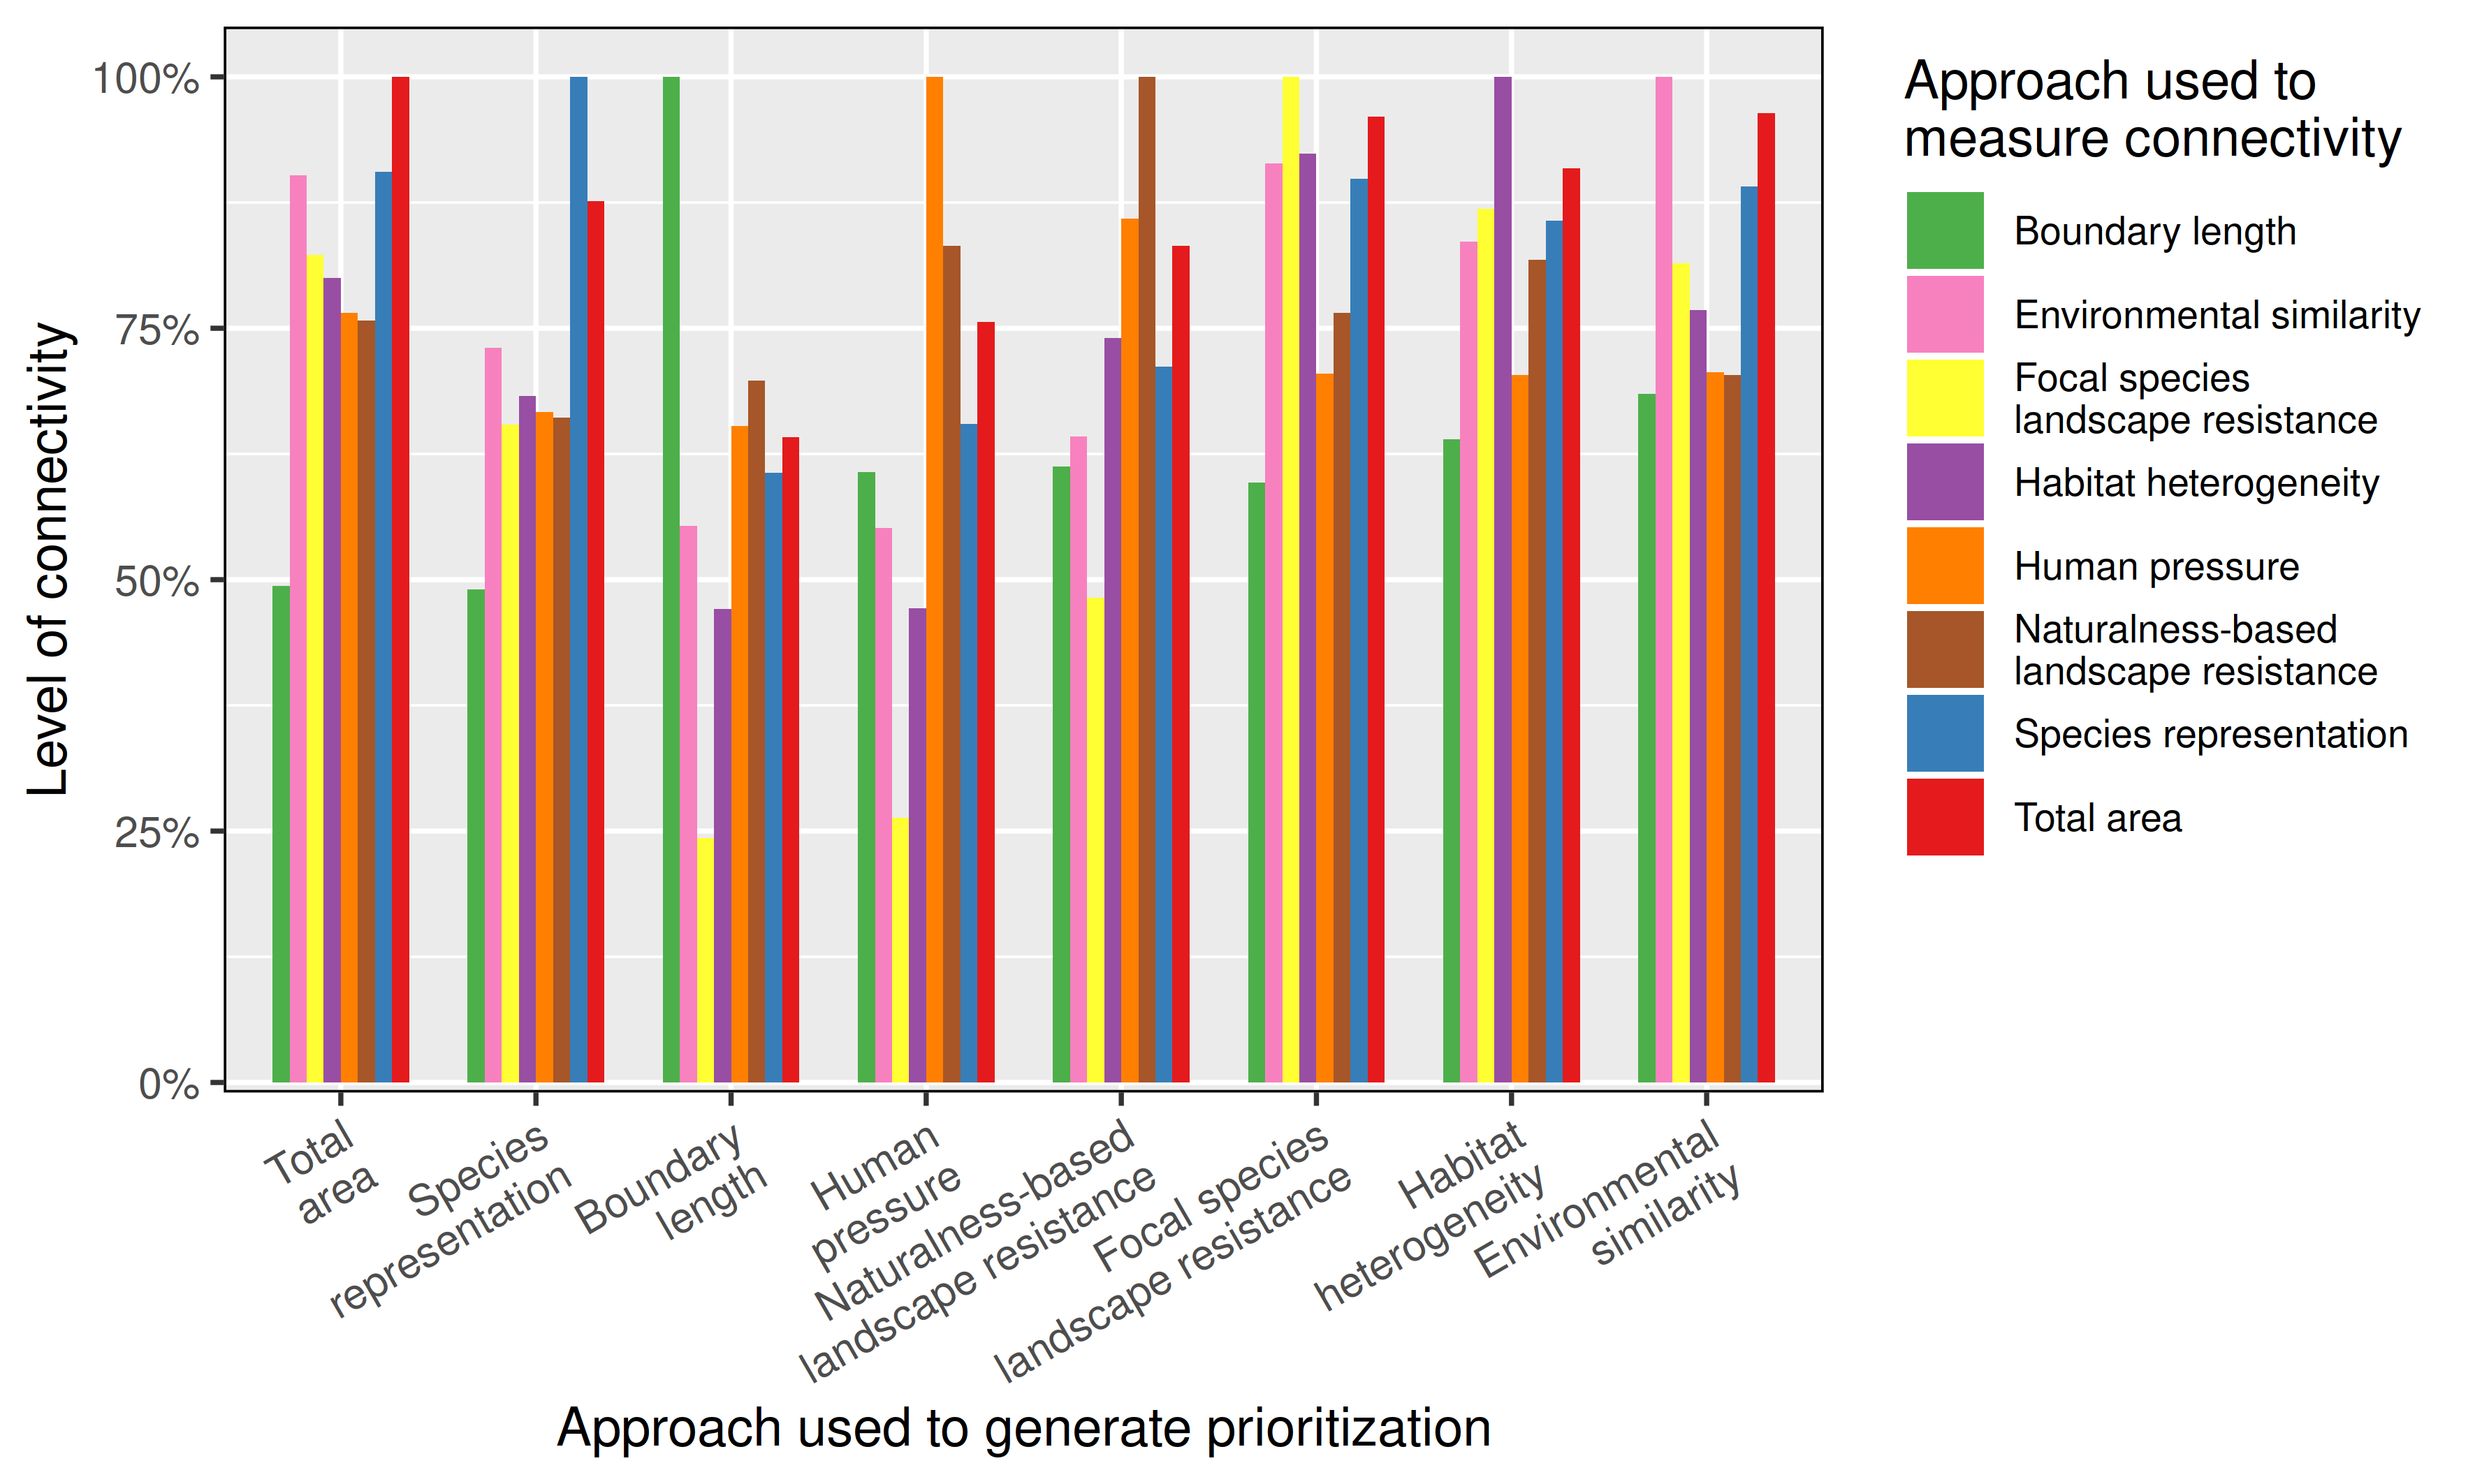 100%
75%
50%
25%
0%
Level of connectivity
Total
area
Species
representation
Boundary
length
Human
pressure
Naturalness-based
landscape resistance
Focal species
landscape resistance
Habitat
heterogeneity
Environmental
similarity
Approach used to generate prioritization
Approach used to
measure connectivity
Boundary length
Environmental similarity
Focal species
landscape resistance
Habitat heterogeneity
Human pressure
Naturalness-based
landscape resistance
Species representation
Total area